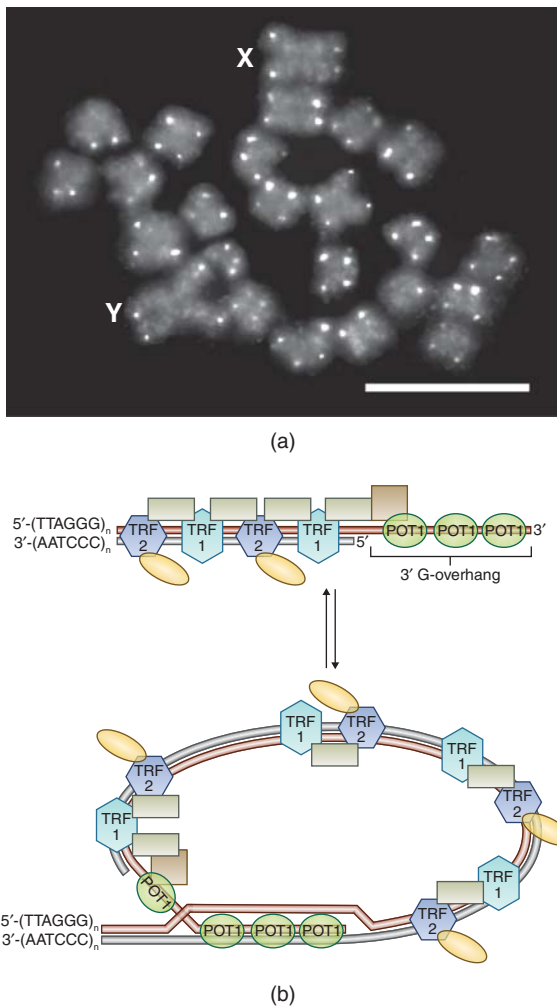 X
Y
(a)
TRF 2 TRF 1 TRF 2 TRF 1
5′-(TTAGGG)n
3′-(AATCCC)n
5′
POT1 POT1 POT1
3′
3′ G-overhang
TRF 1
TRF 2
TRF 1
TRF 2
TRF 2
TRF 1
TRF 1
TRF 2
POT1
5′-(TTAGGG)n
3′-(AATCCC)n
POT1 POT1 POT1
(b)